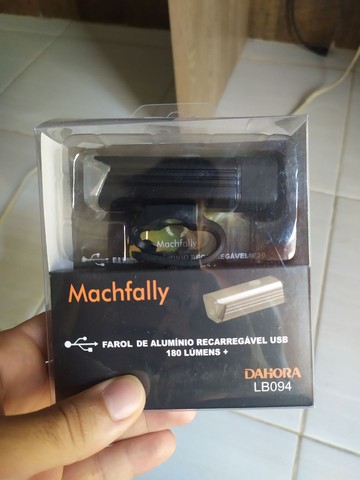 Machfally
Machfally
FAROL DE ALUMÍNIO RECARREGÁVEL USB
180 LÚMENS +
DAHORA
LB094